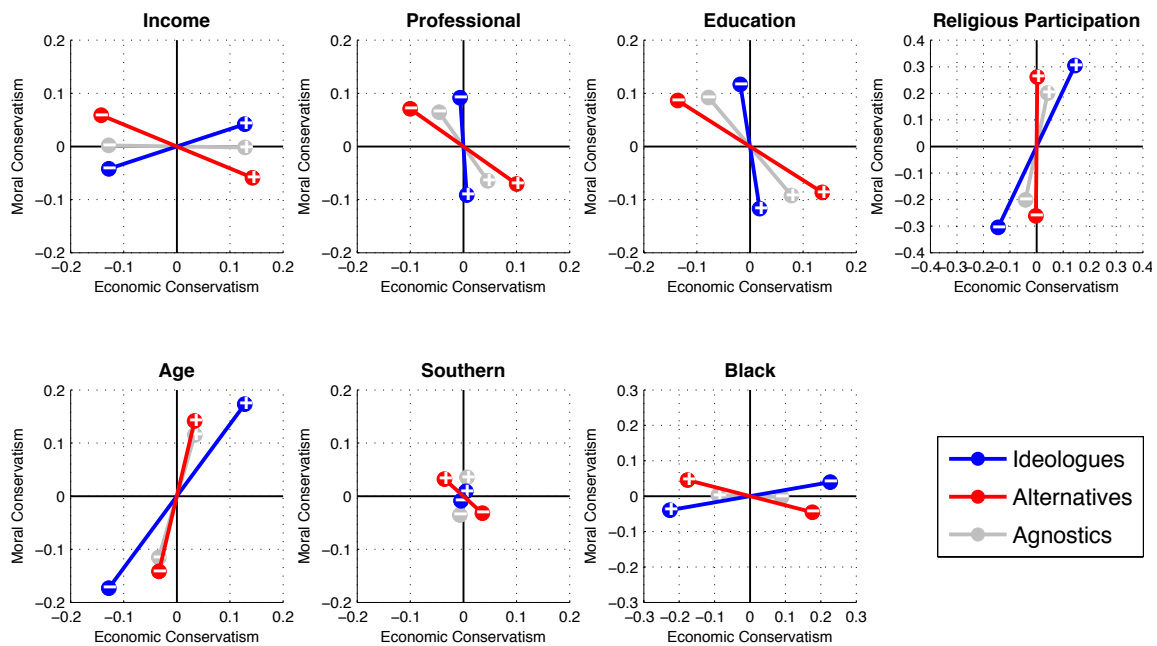 Income
Professional
Education
Religious Participation
0.2
0.1
0
−0.1
−0.2
−0.2 −0.1 0 0.1 0.2
Moral Conservatism
Economic Conservatism
0.2
0.1
0
−0.1
−0.2
−0.2 −0.1 0 0.1 0.2
Moral Conservatism
Economic Conservatism
0.2
0.1
0
−0.1
−0.2
−0.2 −0.1 0 0.1 0.2
Moral Conservatism
Economic Conservatism
0.4
0.3
0.2
0.1
0
−0.1
−0.2
−0.3
−0.4
−0.4−0.3−0.2−0.1 0 0.1 0.2 0.3 0.4
Moral Conservatism
Economic Conservatism
Age
Southern
Black
0.2
0.1
0
−0.1
−0.2
−0.2 −0.1 0 0.1 0.2
Moral Conservatism
Economic Conservatism
0.2
0.1
0
−0.1
−0.2
−0.2 −0.1 0 0.1 0.2
Moral Conservatism
Economic Conservatism
0.3
0.2
0.1
0
−0.1
−0.2
−0.3
−0.3 −0.2 −0.1 0 0.1 0.2 0.3
Moral Conservatism
Economic Conservatism
Ideologues
Alternatives
Agnostics